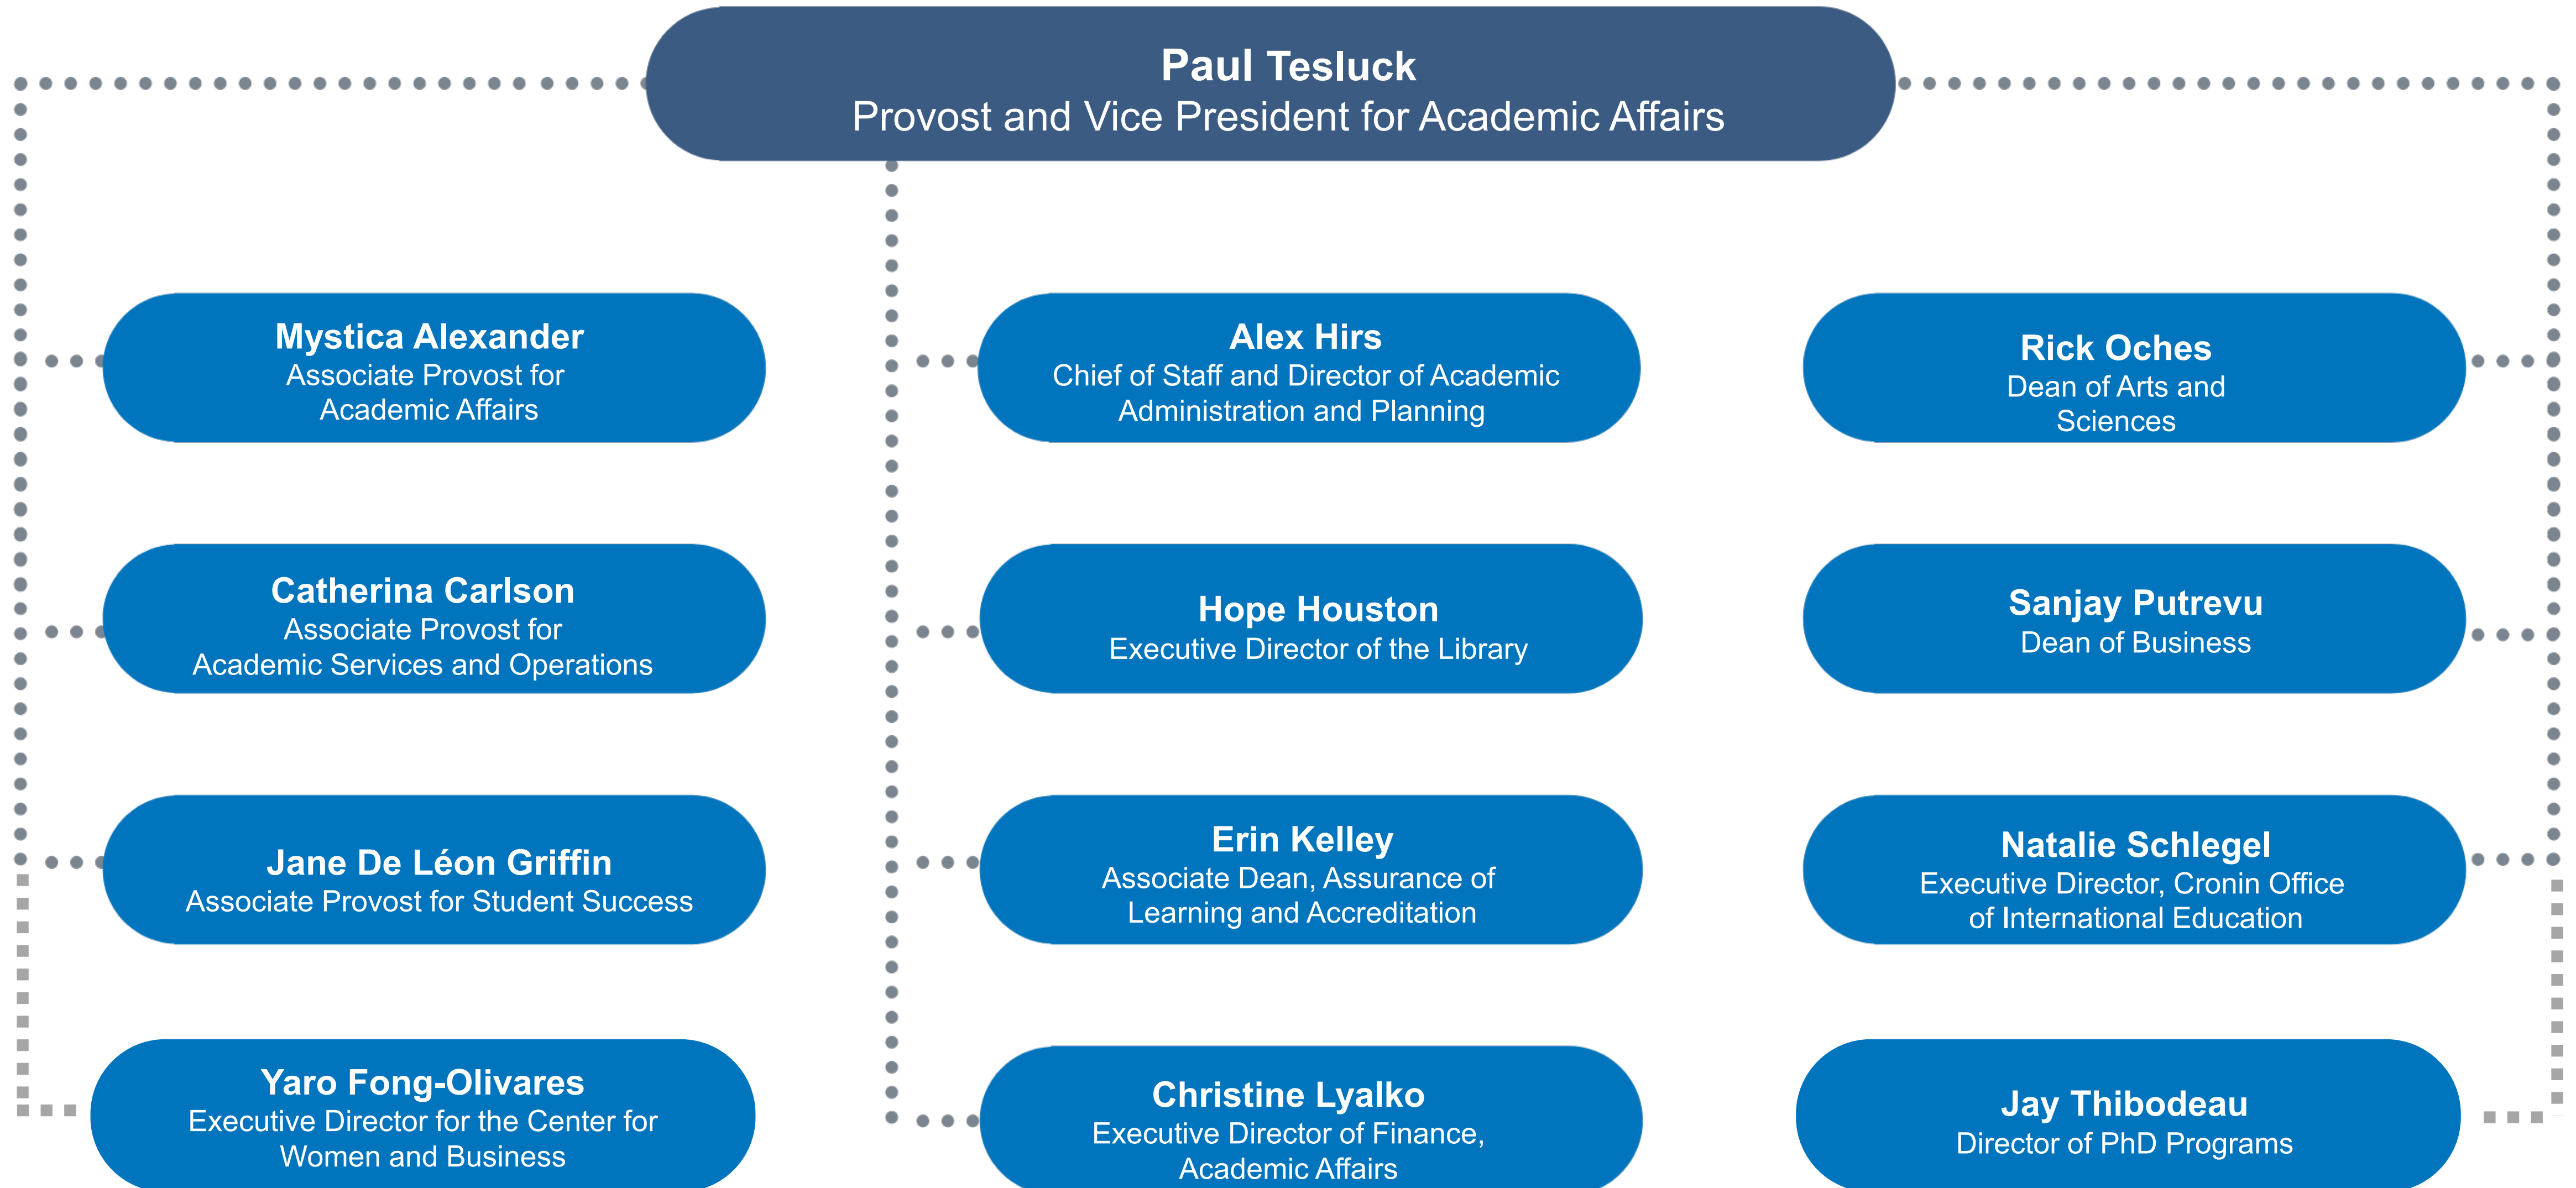 Paul Tesluck
Provost and Vice President for Academic Affairs
Mystica Alexander
Associate Provost for
Academic Affairs
Alex Hirs
Chief of Staff and Director of Academic
Administration and Planning
Rick Oches
Dean of Arts and
Sciences
Catherina Carlson
Associate Provost for
Academic Services and Operations
Hope Houston
Executive Director of the Library
Sanjay Putrevu
Dean of Business
Jane De Léon Griffin
Associate Provost for Student Success
Erin Kelley
Associate Dean, Assurance of
Learning and Accreditation
Natalie Schlegel
Executive Director, Cronin Office
of International Education
Yaro Fong-Olivares
Executive Director for the Center for
Women and Business
Christine Lyalko
Executive Director of Finance,
Academic Affairs
Jay Thibodeau
Director of PhD Programs